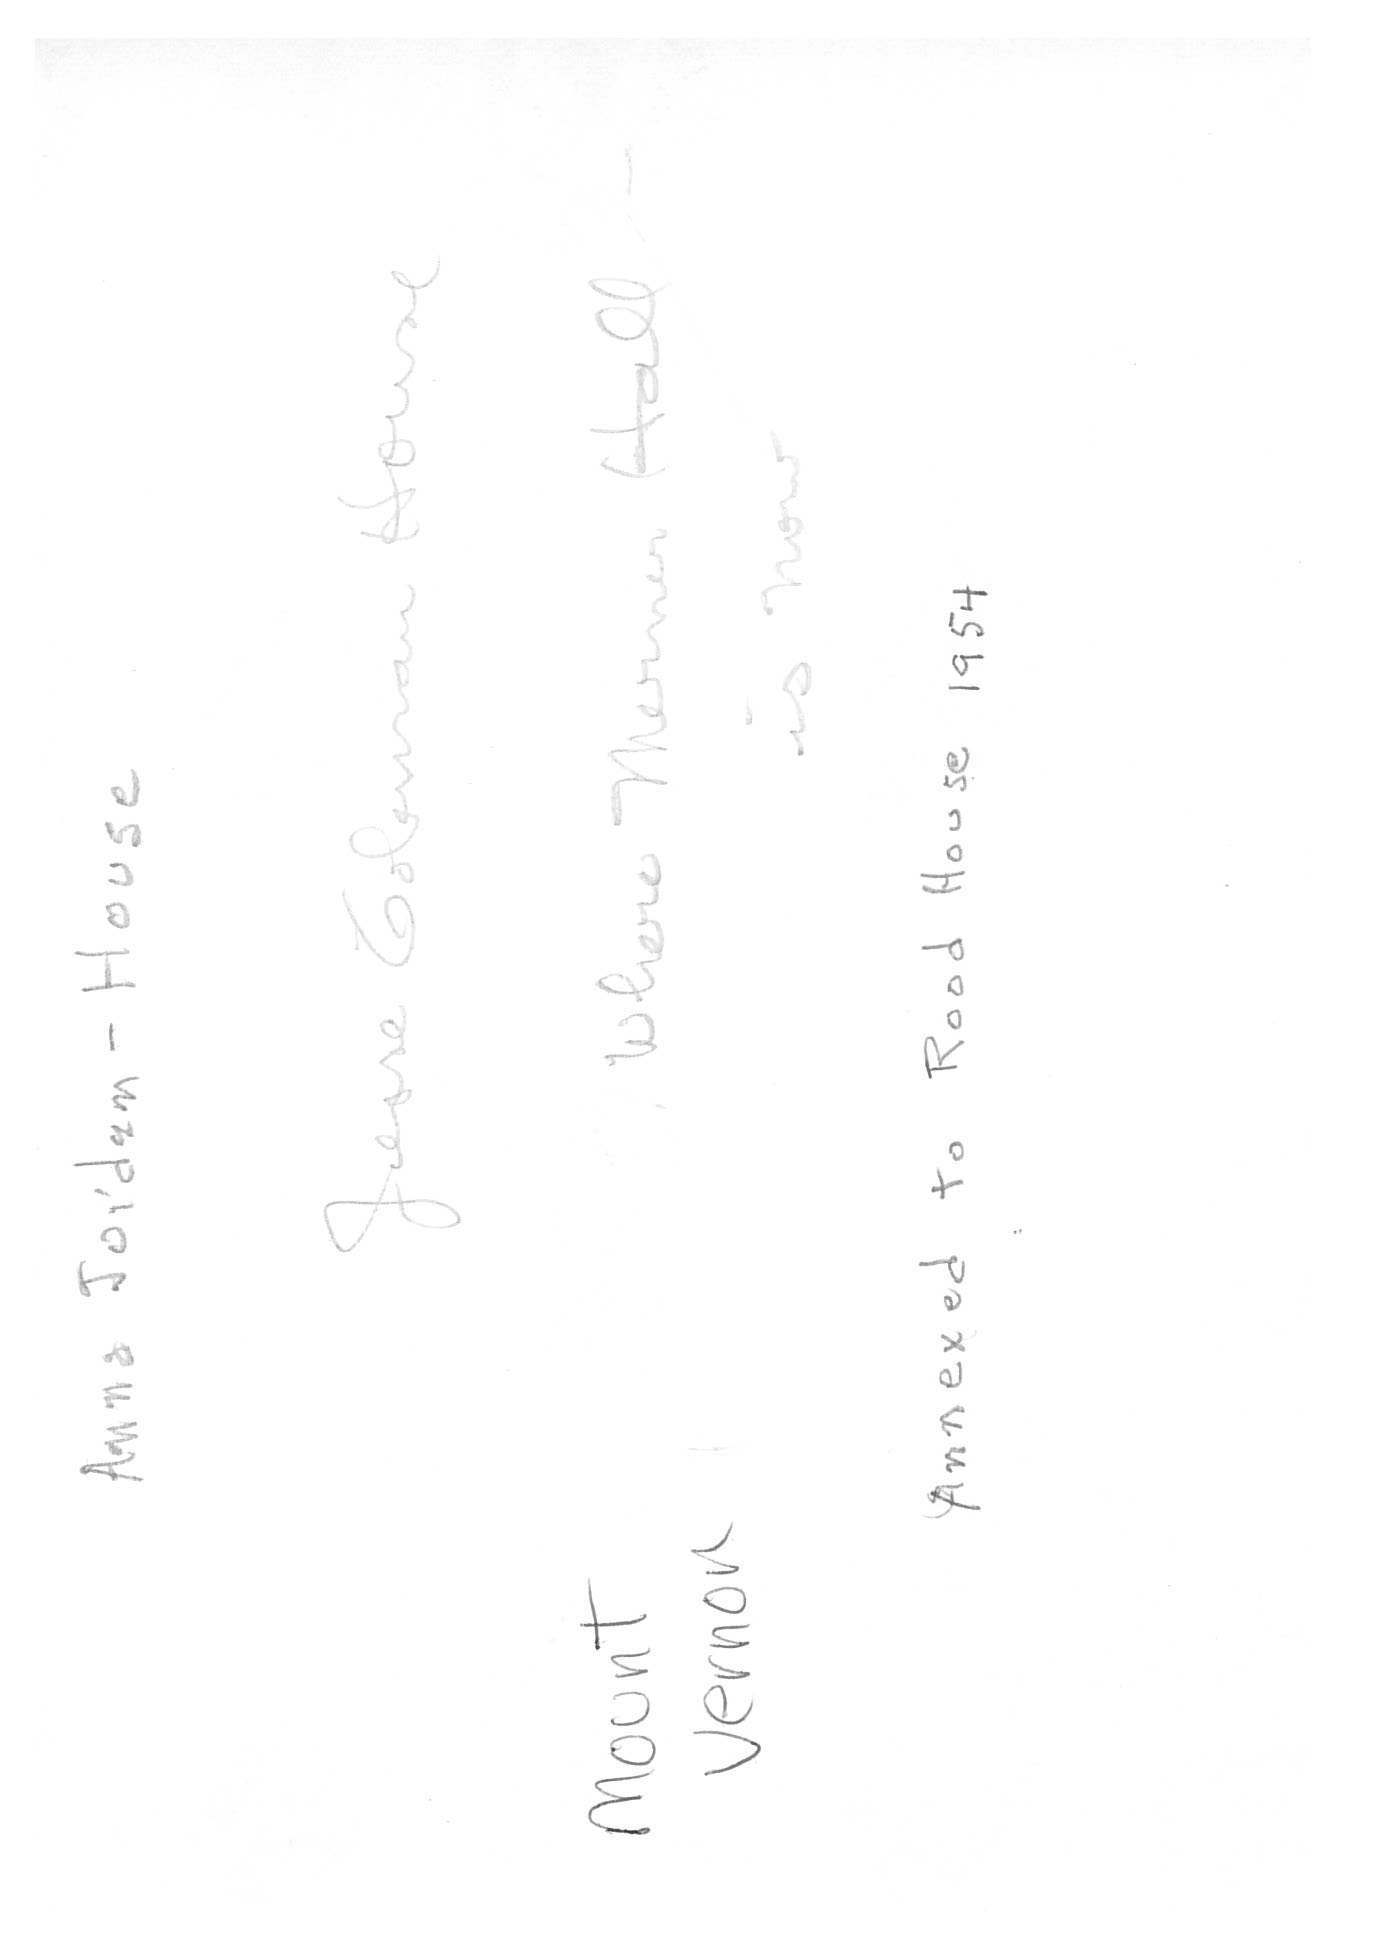 Anna Jordan - House
Jesse Coleman House
Where Merner Hall
is now
Mount
Vernon
Annexed to Rood House 1954